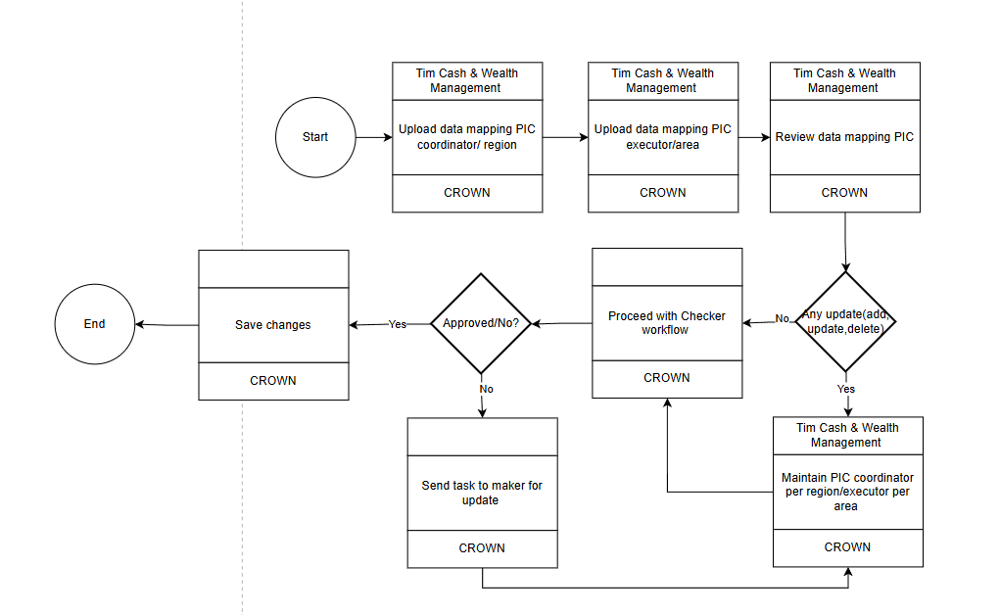 Tim Cash & Wealth
Management
Tim Cash & Wealth
Management
Tim Cash & Wealth
Management
Start
Upload data mapping PIC
coordinator/ region
Upload data mapping PIC
executor/area
Review data mapping PIC
CROWN
CROWN
CROWN
End
Save changes
CROWN
Yes
Approved/No?
No
Proceed with Checker
workflow
CROWN
No
Any update(add,
update,delete)
Yes
Send task to maker for
update
CROWN
Tim Cash & Wealth
Management
Maintain PIC coordinator
per region/executor per
area
CROWN